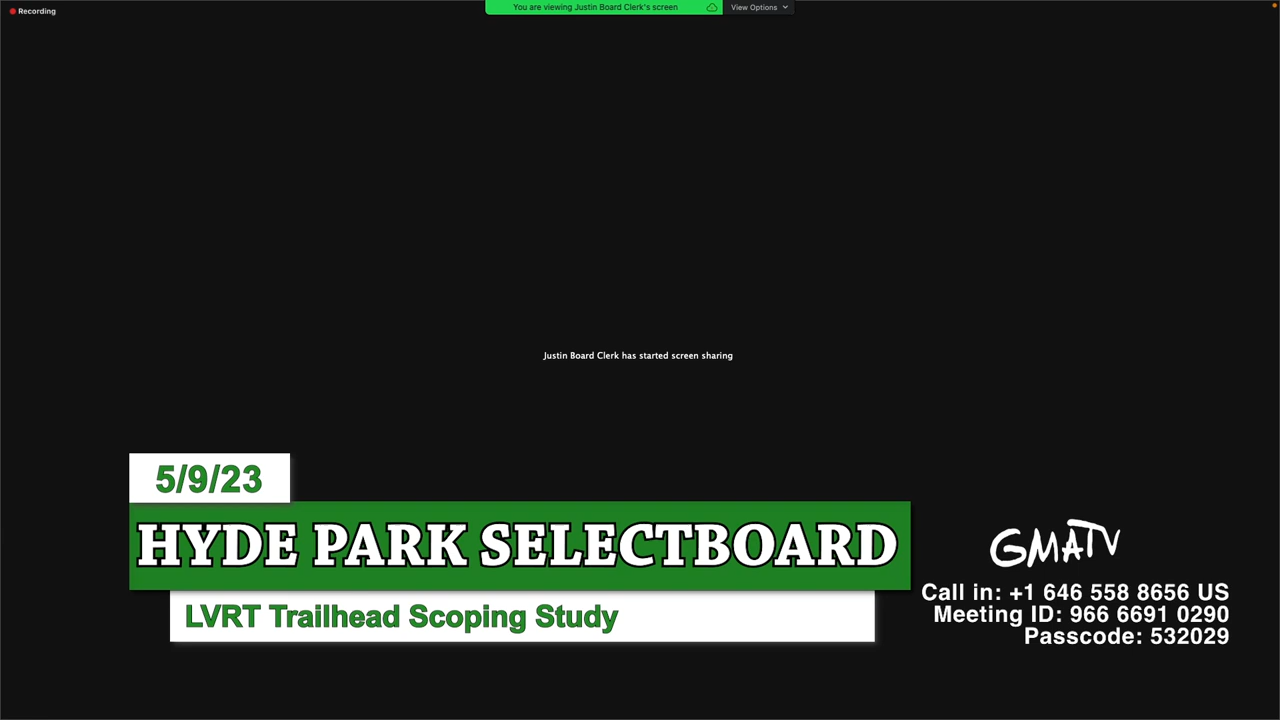 Recording
You are viewing Justin Board Clerk's screen
View Options
Justin Board Clerk has started screen sharing
5/9/23
HYDE PARK SELECTBOARD
LVRT Trailhead Scoping Study
GMATV
Call in: +1 646 558 8656 US
Meeting ID: 966 6691 0290
Passcode: 532029